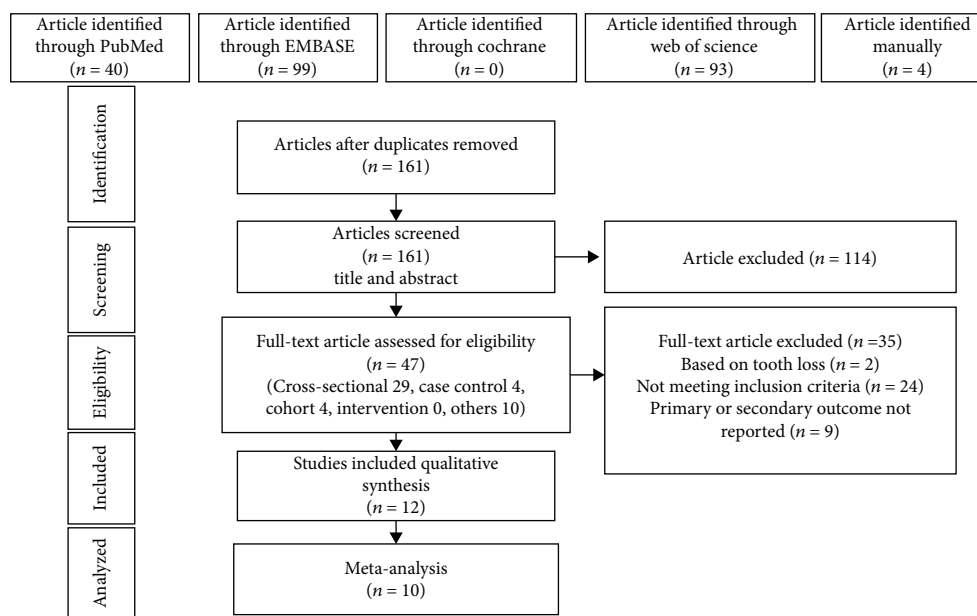 Article identified
through PubMed
(n = 40)
Article identified
through EMBASE
(n = 99)
Article identified
through cochrane
(n = 0)
Article identified through
web of science
(n = 93)
Article identified
manually
(n = 4)
Identification
Articles after duplicates removed
(n = 161)
Screening
Articles screened
(n = 161)
title and abstract
Article excluded (n = 114)
Eligibility
Full-text article assessed for eligibility
(n = 47)
(Cross-sectional 29, case control 4,
cohort 4, intervention 0, others 10)
Full-text article excluded (n =35)
Based on tooth loss (n = 2)
Not meeting inclusion criteria (n = 24)
Primary or secondary outcome not
reported (n = 9)
Included
Studies included qualitative
synthesis
(n = 12)
Analyzed
Meta-analysis
(n = 10)